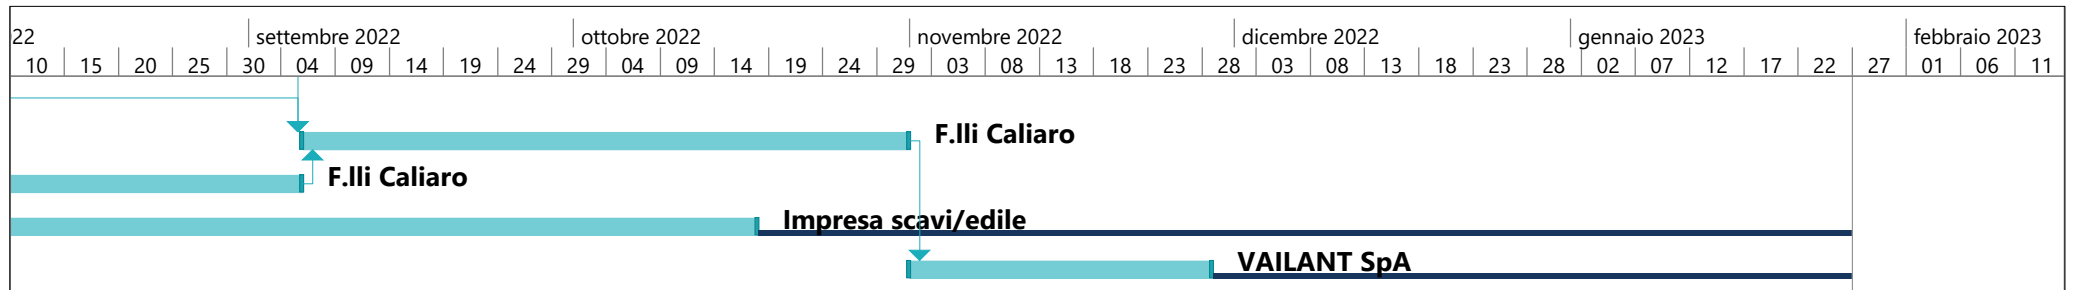 22 settembre 2022 ottobre 2022 novembre 2022 dicembre 2022 gennaio 2023 febbraio 2023
10 15 20 25 30 04 09 14 19 24 29 04 09 14 19 24 29 03 08 13 18 23 28 03 08 13 18 23 28 02 07 12 17 22 27 01 06 11
F.lli Caliaro
F.lli Caliaro
Impresa scavi/edile
VAILANT SpA